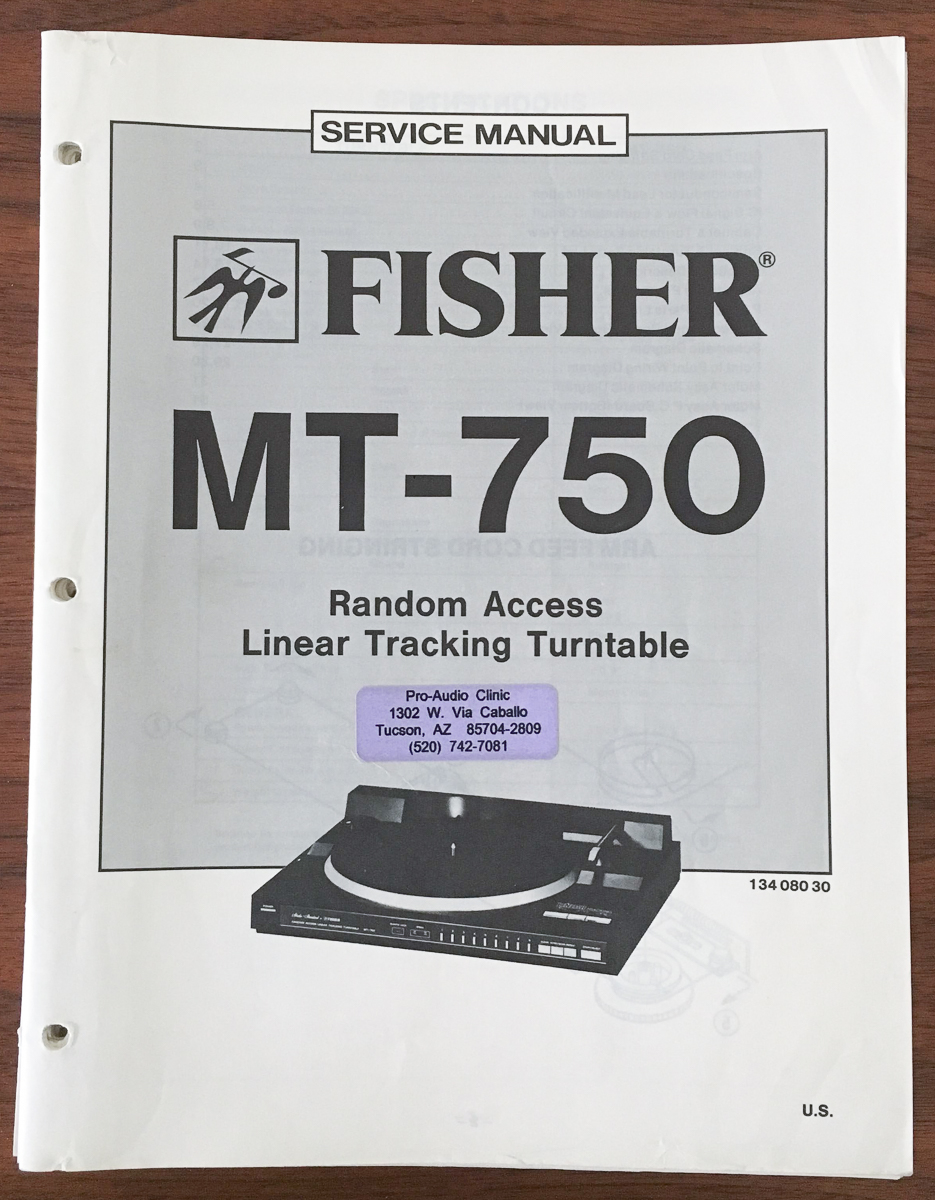 SERVICE MANUAL
FISHER®
MT-750
Random Access
Linear Tracking Turntable
Pro-Audio Clinic
1302 W. Via Caballo
Tucson, AZ 85704-2809
(520) 742-7081
134 080 30
U.S.